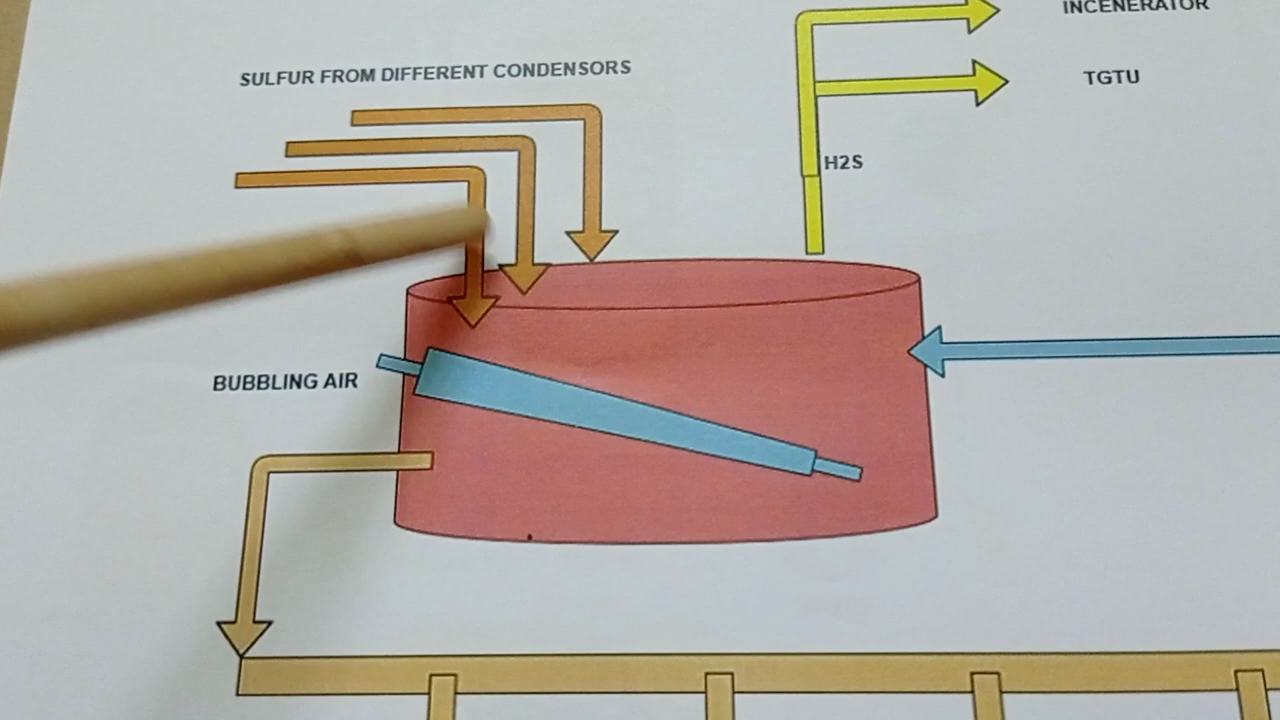 INCENERATOR
SULFUR FROM DIFFERENT CONDENSORS
TGTU
H2S
BUBBLING AIR